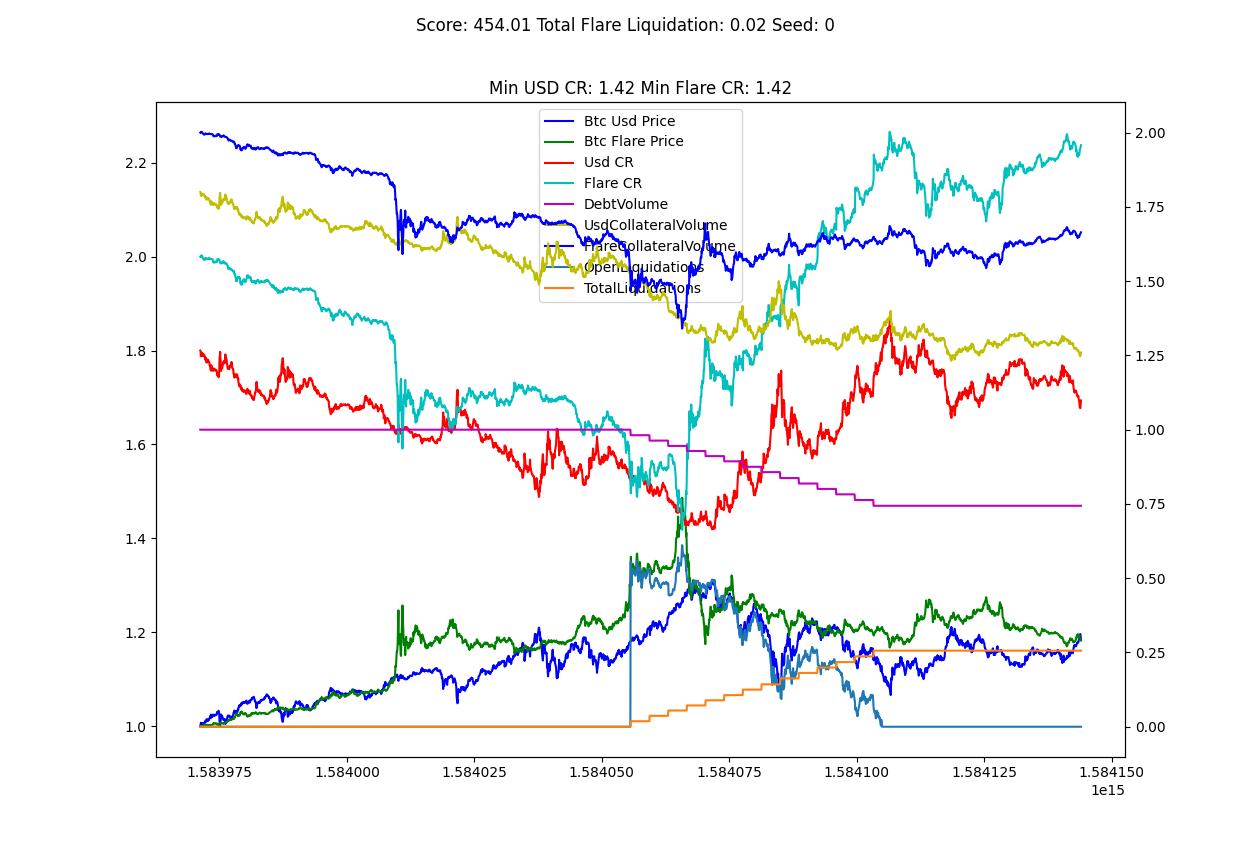 Score: 454.01 Total Flare Liquidation: 0.02 Seed: 0
Min USD CR: 1.42 Min Flare CR: 1.42
Btc Usd Price
Btc Flare Price
Usd CR
Flare CR
DebtVolume
UsdCollateralVolume
FlareCollateralVolume
OpenLiquidations
TotalLiquidations
2.2
2.0
1.8
1.6
1.4
1.2
1.0
2.00
1.75
1.50
1.25
1.00
0.75
0.50
0.25
0.00
1.583975 1.584000 1.584025 1.584050 1.584075 1.584100 1.584125 1.584150
1e15